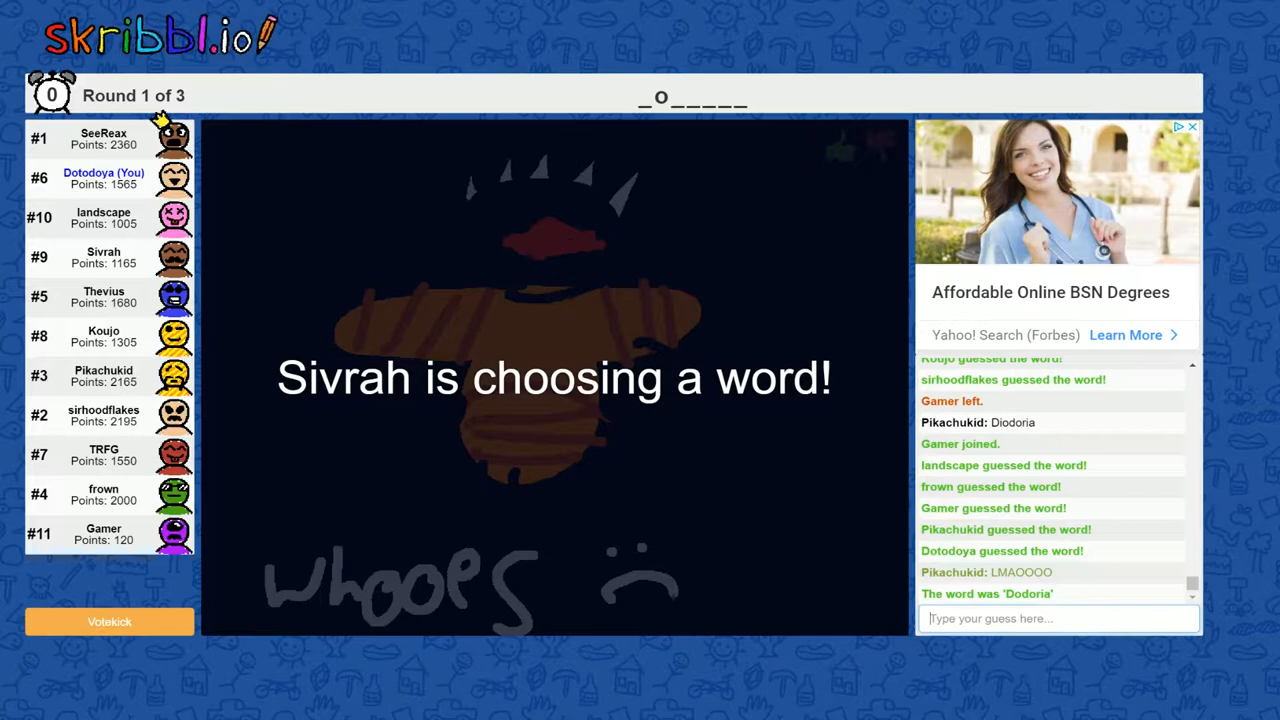 skribbl.io!
0
Round 1 of 3
_o_____
#1
SeeReax
Points: 2360
#6
Dotodoya (You)
Points: 1565
#10
landscape
Points: 1005
#9
Sivrah
Points: 1165
#5
Thevius
Points: 1680
#8
Koujo
Points: 1305
#3
Pikachukid
Points: 2165
#2
sirhoodflakes
Points: 2195
#7
TRFG
Points: 1550
#4
frown
Points: 2000
#11
Gamer
Points: 120
Votekick
Sivrah is choosing a word!
whoops
Affordable Online BSN Degrees
Yahoo! Search (Forbes) Learn More
Koujo guessed the word!
sirhoodflakes guessed the word!
Gamer left.
Pikachukid: Diodoria
Gamer joined.
landscape guessed the word!
frown guessed the word!
Gamer guessed the word!
Pikachukid guessed the word!
Dotodoya guessed the word!
Pikachukid: LMAOOOO
The word was 'Dodoria'
Type your guess here...